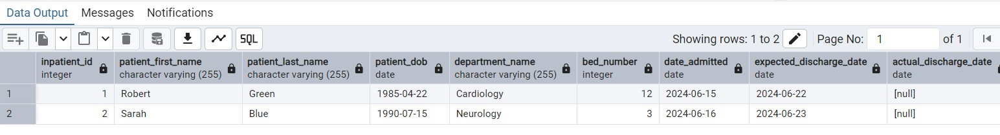 Data Output Messages Notifications
SQL Showing rows: 1 to 2 Page No: 1 of 1
inpatient_id patient_first_name patient_last_name patient_dob department_name bed_number date_admitted expected_discharge_date actual_discharge_date
integer character varying (255) character varying (255) date character varying (255) integer date date date
1 1 Robert Green 1985-04-22 Cardiology 12 2024-06-15 2024-06-22 [null]
2 2 Sarah Blue 1990-07-15 Neurology 3 2024-06-16 2024-06-23 [null]